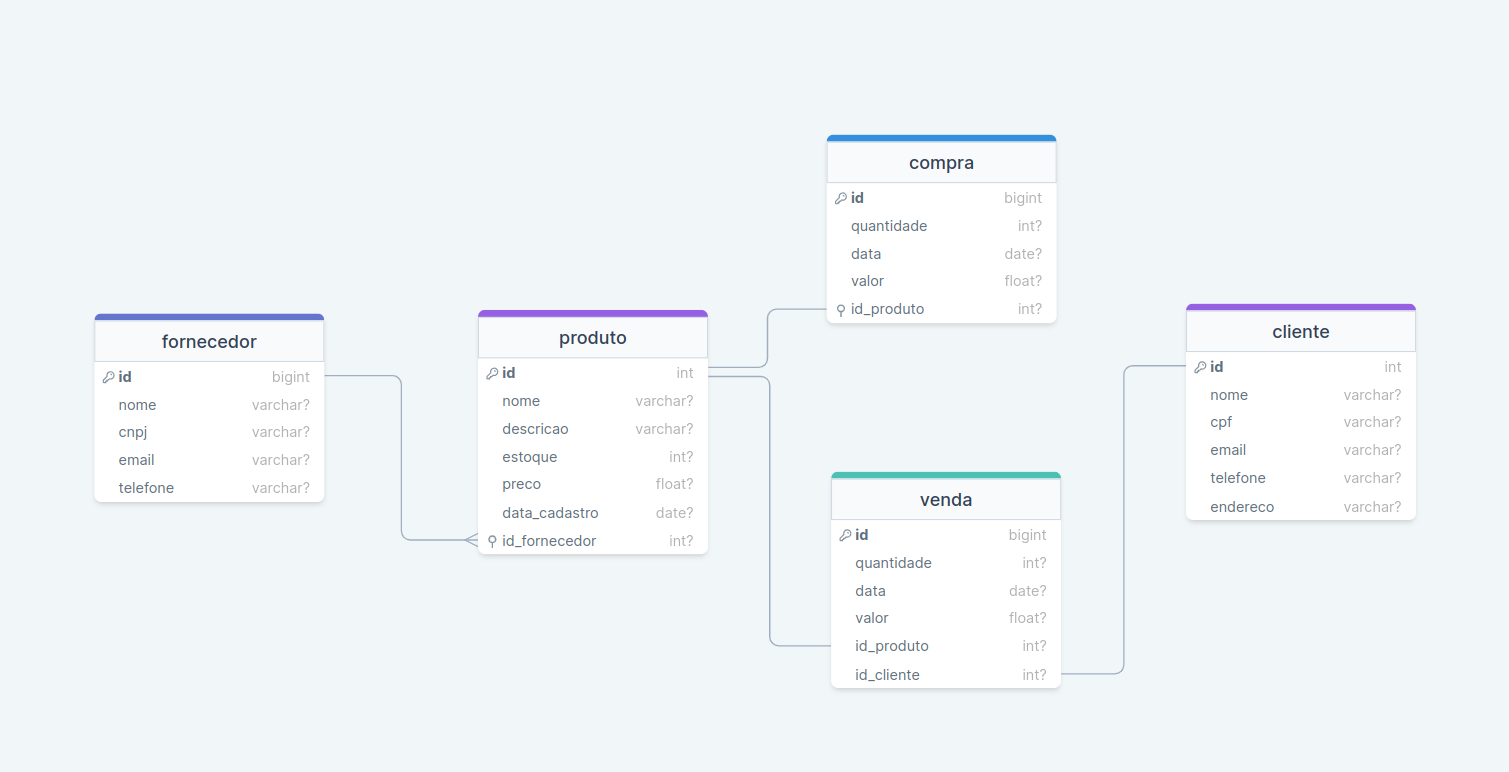 fornecedor
id bigint
nome varchar?
cnpj varchar?
email varchar?
telefone varchar?
produto
id int
nome varchar?
descricao varchar?
estoque int?
preco float?
data_cadastro date?
id_fornecedor int?
compra
id bigint
quantidade int?
data date?
valor float?
id_produto int?
venda
id bigint
quantidade int?
data date?
valor float?
id_produto int?
id_cliente int?
cliente
id int
nome varchar?
cpf varchar?
email varchar?
telefone varchar?
endereco varchar?